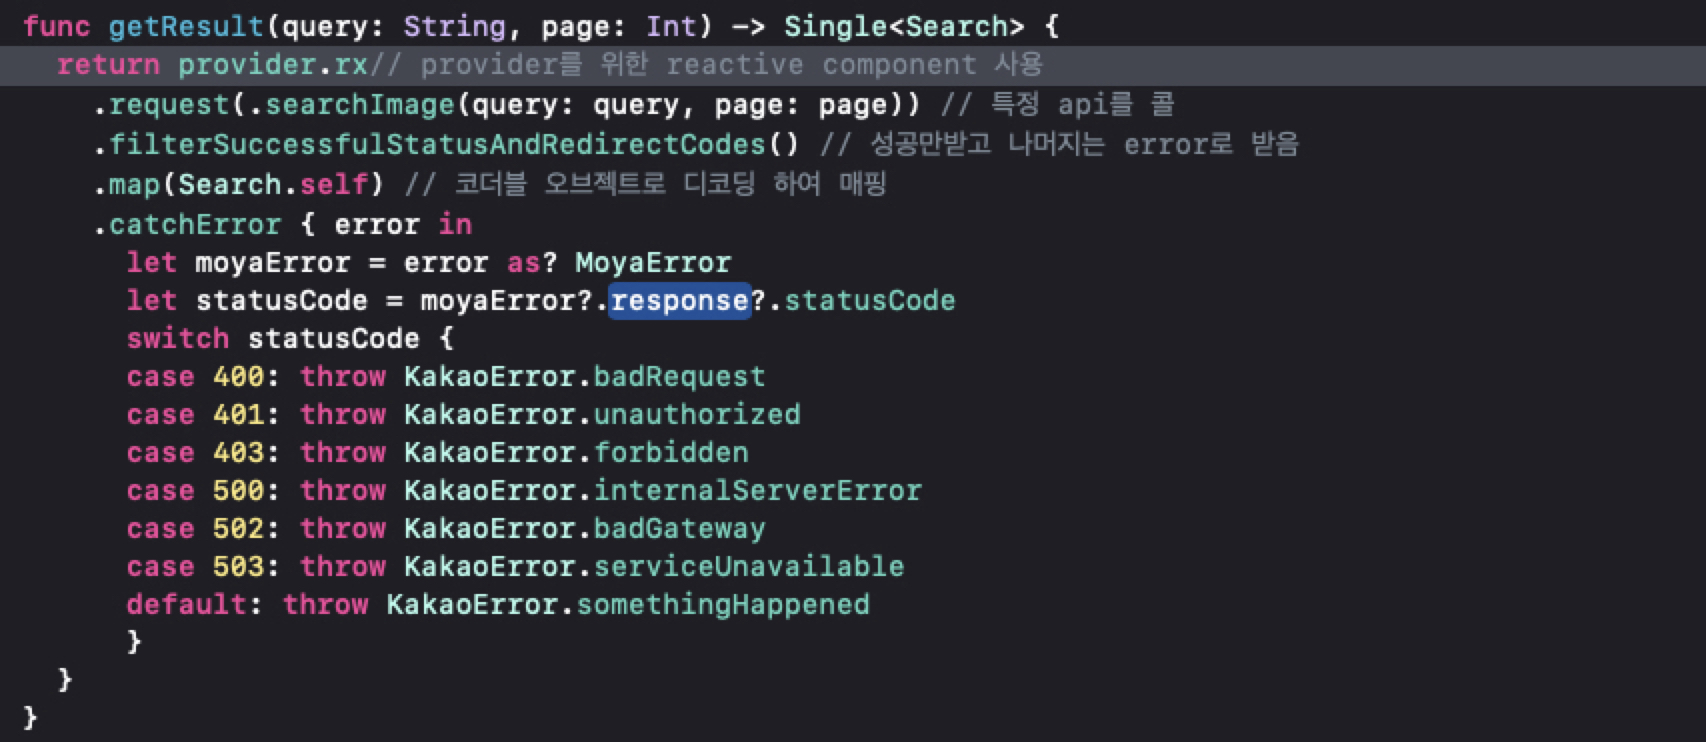 func getResult(query: String, page: Int) -> Single<Search> {
return provider.rx// provider를 위한 reactive component 사용
.request(.searchImage(query: query, page: page)) // 특정 api를 콜
.filterSuccessfulStatusAndRedirectCodes() // 성공만받고 나머지는 error로 받음
.map(Search.self) // 코더블 오브젝트로 디코딩 하여 매핑
.catchError { error in
let moyaError = error as? MoyaError
let statusCode = moyaError?.response?.statusCode
switch statusCode {
case 400: throw KakaoError.badRequest
case 401: throw KakaoError.unauthorized
case 403: throw KakaoError.forbidden
case 500: throw KakaoError.internalServerError
case 502: throw KakaoError.badGateway
case 503: throw KakaoError.serviceUnavailable
default: throw KakaoError.somethingHappened
}
}
}